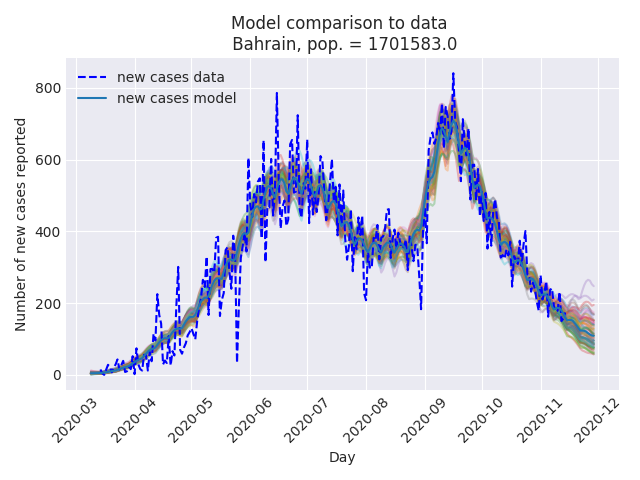 Model comparison to data
Bahrain, pop. = 1701583.0
new cases data
new cases model
Number of new cases reported
800
600
400
200
0
2020-03
2020-04
2020-05
2020-06
2020-07
2020-08
2020-09
2020-10
2020-11
2020-12
Day